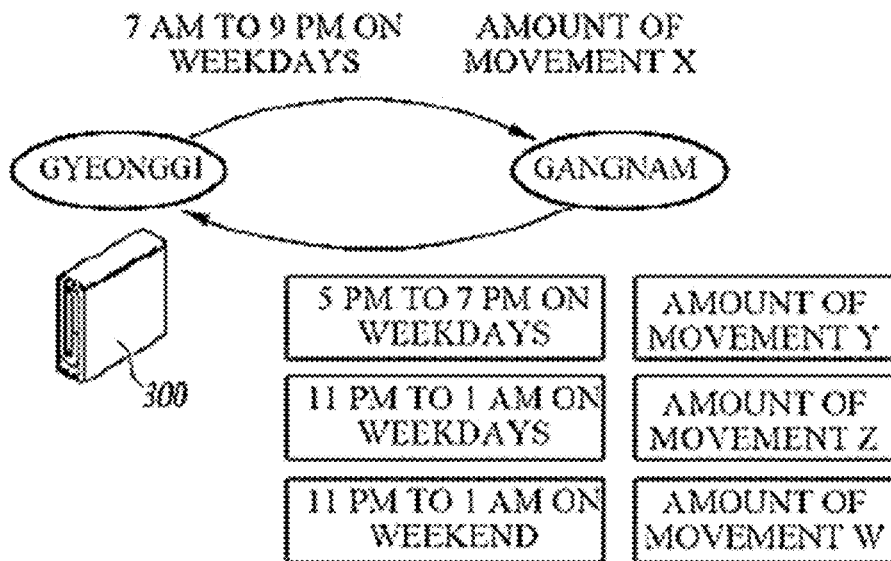 7 AM TO 9 PM ON
WEEKDAYS
AMOUNT OF
MOVEMENT X
GYEONGGI
GANGNAM
300
5 PM TO 7 PM ON
WEEKDAYS
AMOUNT OF
MOVEMENT Y
11 PM TO 1 AM ON
WEEKDAYS
AMOUNT OF
MOVEMENT Z
11 PM TO 1 AM ON
WEEKEND
AMOUNT OF
MOVEMENT W